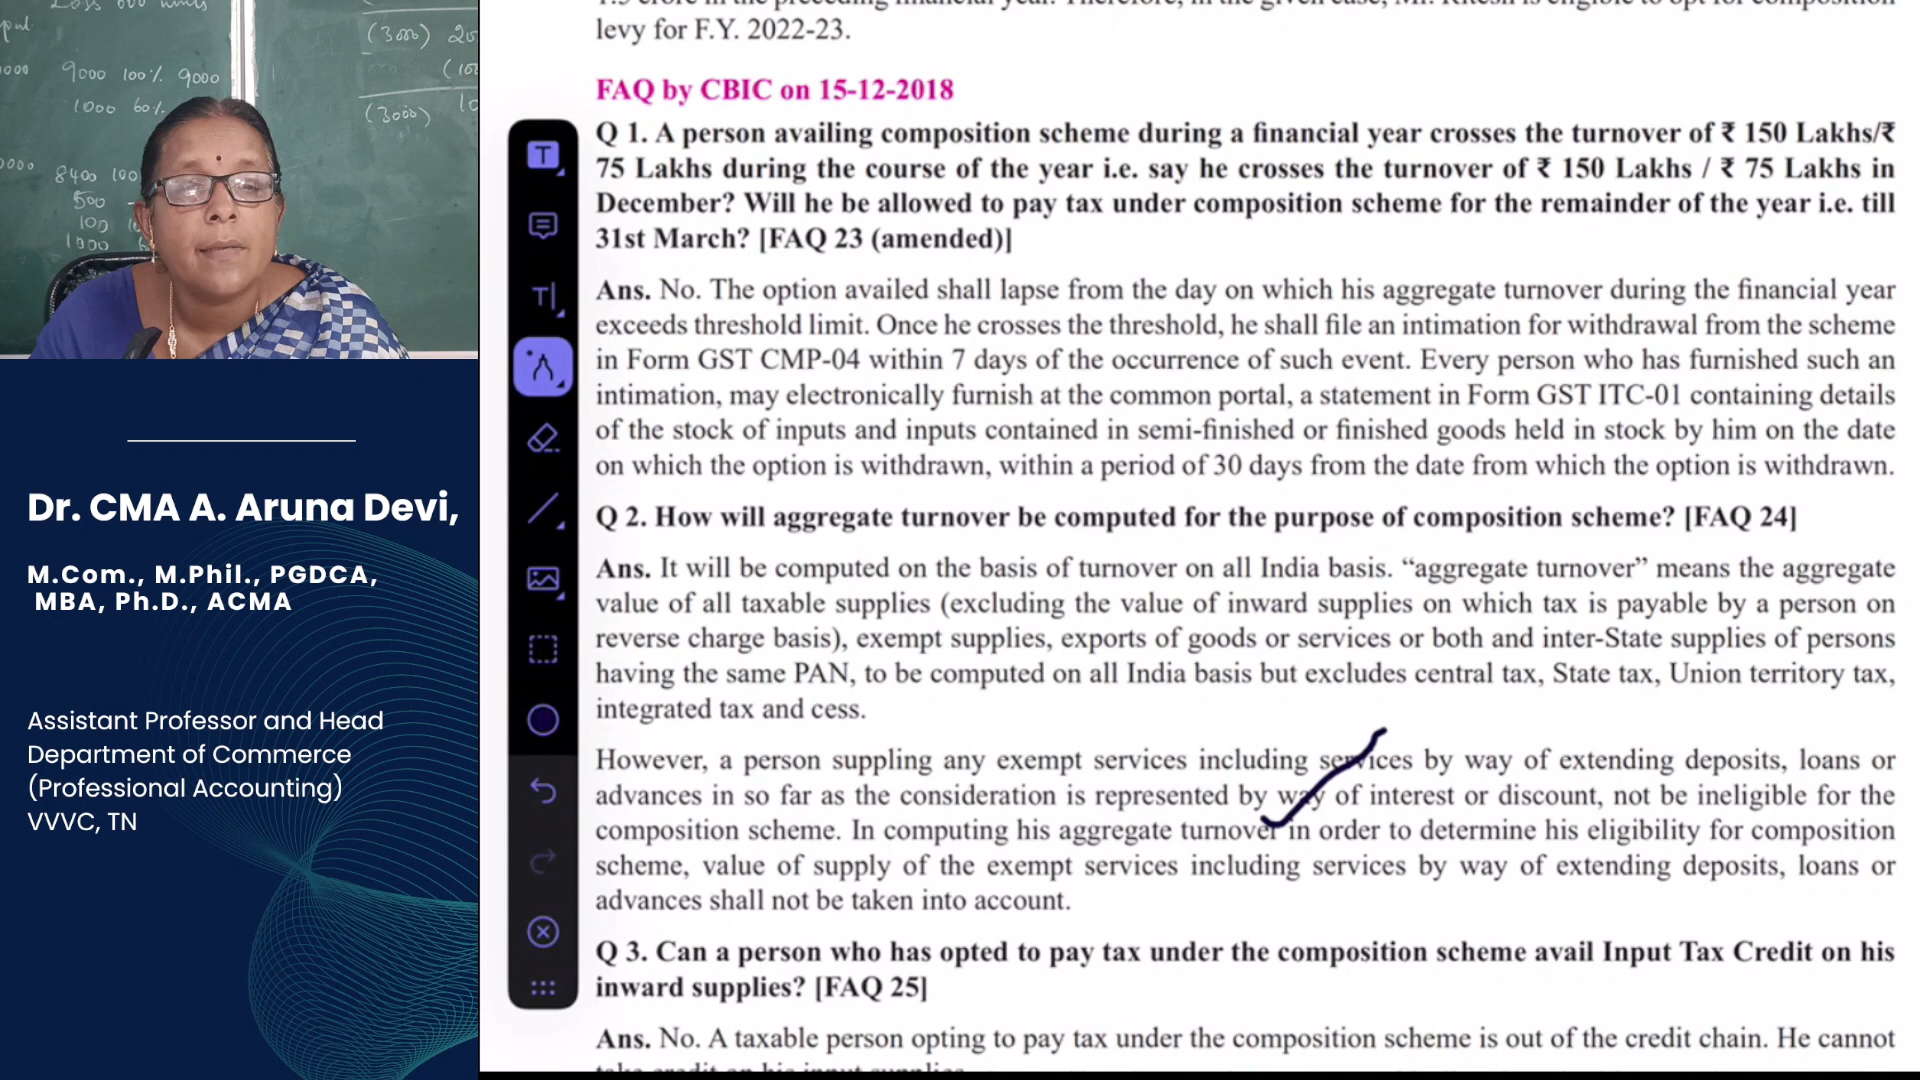 Loss 600 units
(3000)
9000 100% 9000
1000 60%
(3000)
8400 100
500
100
1000
levy for F.Y. 2022-23.
FAQ by CBIC on 15-12-2018
Q 1. A person availing composition scheme during a financial year crosses the turnover of ₹ 150 Lakhs/₹
75 Lakhs during the course of the year i.e. say he crosses the turnover of ₹ 150 Lakhs / ₹ 75 Lakhs in
December? Will he be allowed to pay tax under composition scheme for the remainder of the year i.e. till
31st March? [FAQ 23 (amended)]
Ans. No. The option availed shall lapse from the day on which his aggregate turnover during the financial year
exceeds threshold limit. Once he crosses the threshold, he shall file an intimation for withdrawal from the scheme
in Form GST CMP-04 within 7 days of the occurrence of such event. Every person who has furnished such an
intimation, may electronically furnish at the common portal, a statement in Form GST ITC-01 containing details
of the stock of inputs and inputs contained in semi-finished or finished goods held in stock by him on the date
on which the option is withdrawn, within a period of 30 days from the date from which the option is withdrawn.
Q 2. How will aggregate turnover be computed for the purpose of composition scheme? [FAQ 24]
Ans. It will be computed on the basis of turnover on all India basis. “aggregate turnover” means the aggregate
value of all taxable supplies (excluding the value of inward supplies on which tax is payable by a person on
reverse charge basis), exempt supplies, exports of goods or services or both and inter-State supplies of persons
having the same PAN, to be computed on all India basis but excludes central tax, State tax, Union territory tax,
integrated tax and cess.
However, a person suppling any exempt services including services by way of extending deposits, loans or
advances in so far as the consideration is represented by way of interest or discount, not be ineligible for the
composition scheme. In computing his aggregate turnover in order to determine his eligibility for composition
scheme, value of supply of the exempt services including services by way of extending deposits, loans or
advances shall not be taken into account.
Q 3. Can a person who has opted to pay tax under the composition scheme avail Input Tax Credit on his
inward supplies? [FAQ 25]
Ans. No. A taxable person opting to pay tax under the composition scheme is out of the credit chain. He cannot
Dr. CMA A. Aruna Devi,
M.Com., M.Phil., PGDCA,
MBA, Ph.D., ACMA
Assistant Professor and Head
Department of Commerce
(Professional Accounting)
VVVC, TN